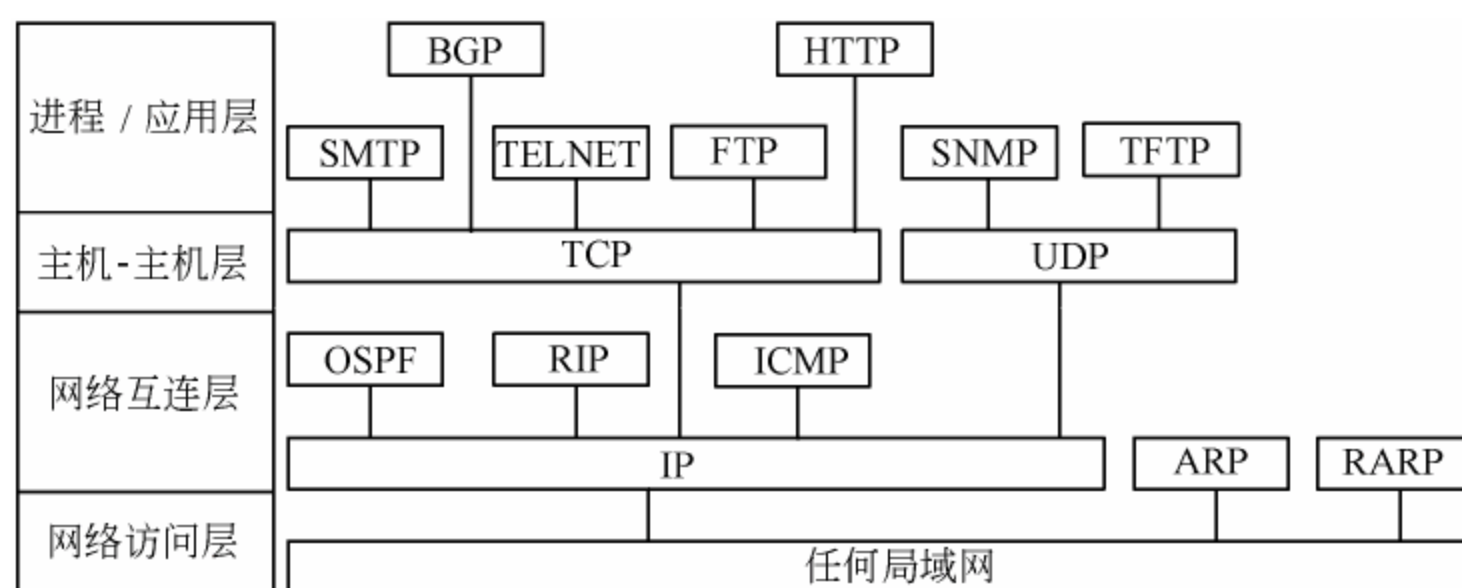 BGP
HTTP
进程 / 应用层
SMTP
TELNET
FTP
SNMP
TFTP
主机-主机层
TCP
UDP
OSPF
RIP
ICMP
网络互连层
IP
ARP
RARP
网络访问层
任何局域网